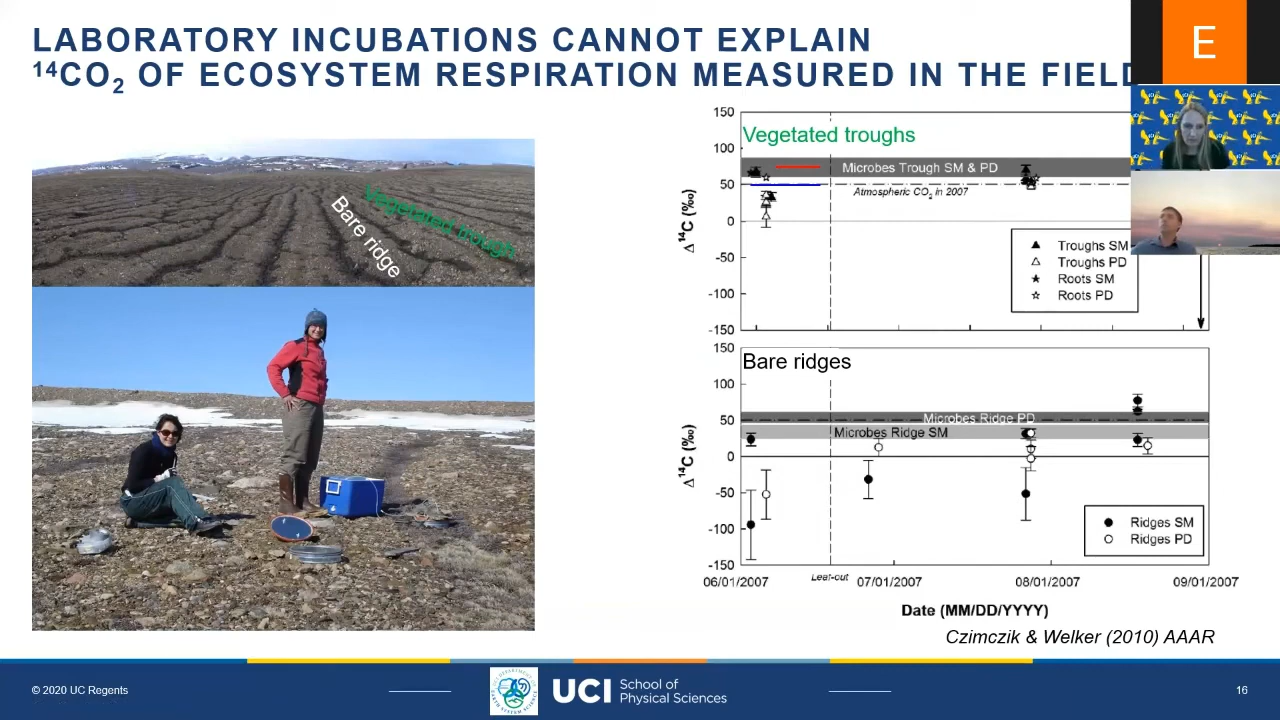 LABORATORY INCUBATIONS CANNOT EXPLAIN
¹⁴CO₂ OF ECOSYSTEM RESPIRATION MEASURED IN THE FIELD
E
Vegetated trough
Bare ridge
150
Vegetated troughs
100
Microbes Trough SM & PD
50
Atmospheric CO₂ in 2007
0
-50
-100
-150
Δ¹⁴C (‰)
Troughs SM
Troughs PD
Roots SM
Roots PD
150
Bare ridges
100
Microbes Ridge PD
50
Microbes Ridge SM
0
-50
-100
-150
Δ¹⁴C (‰)
Ridges SM
Ridges PD
06/01/2007
Leaf-out
07/01/2007
08/01/2007
09/01/2007
Date (MM/DD/YYYY)
Czimczik & Welker (2010) AAAR
© 2020 UC Regents
UCI School of
Physical Sciences
16